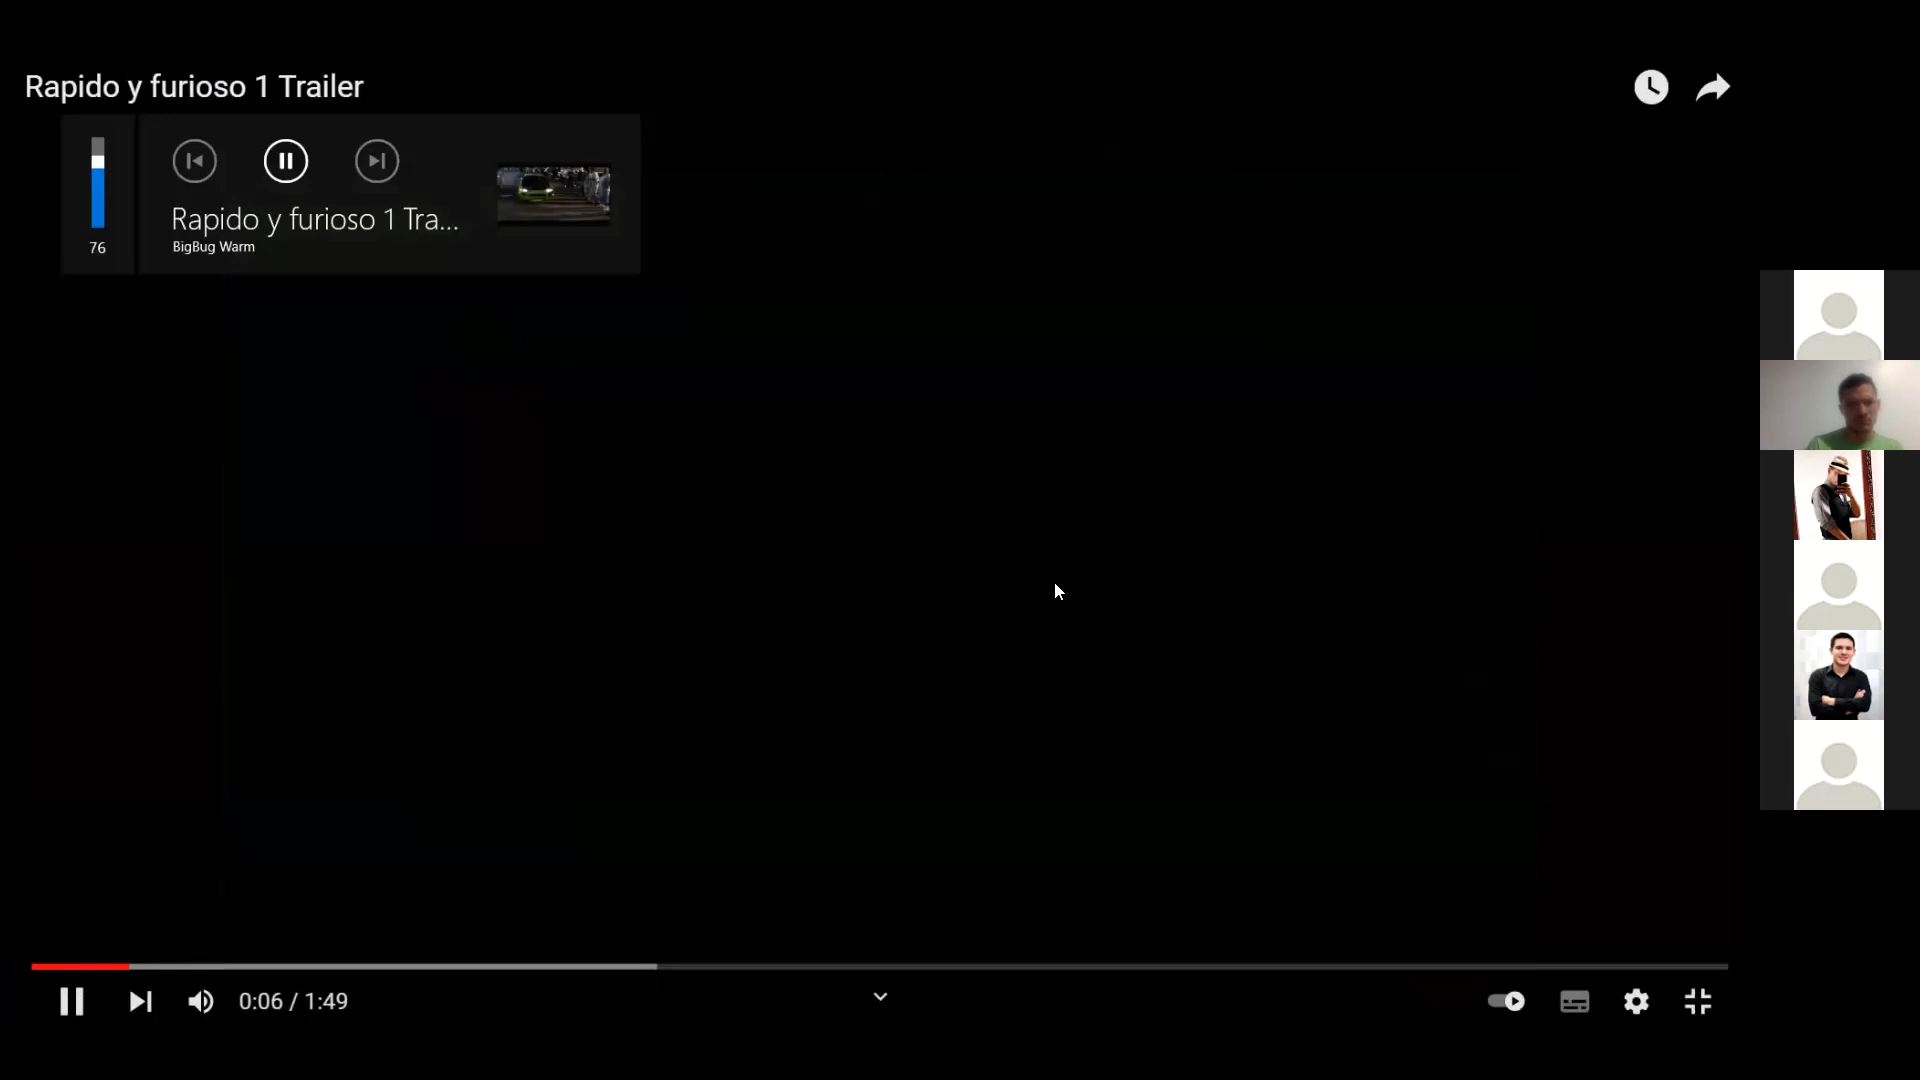 Rapido y furioso 1 Trailer
Rapido y furioso 1 Tra...
BigBug Warm
76
0:06 / 1:49